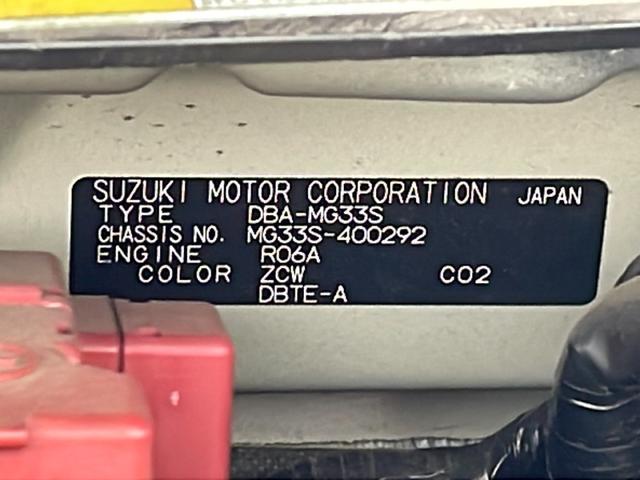 SUZUKI MOTOR CORPORATION JAPAN
TYPE DBA-MG33S
CHASSIS NO. MG33S-400292
ENGINE R06A
COLOR ZCW C02
DBTE-A